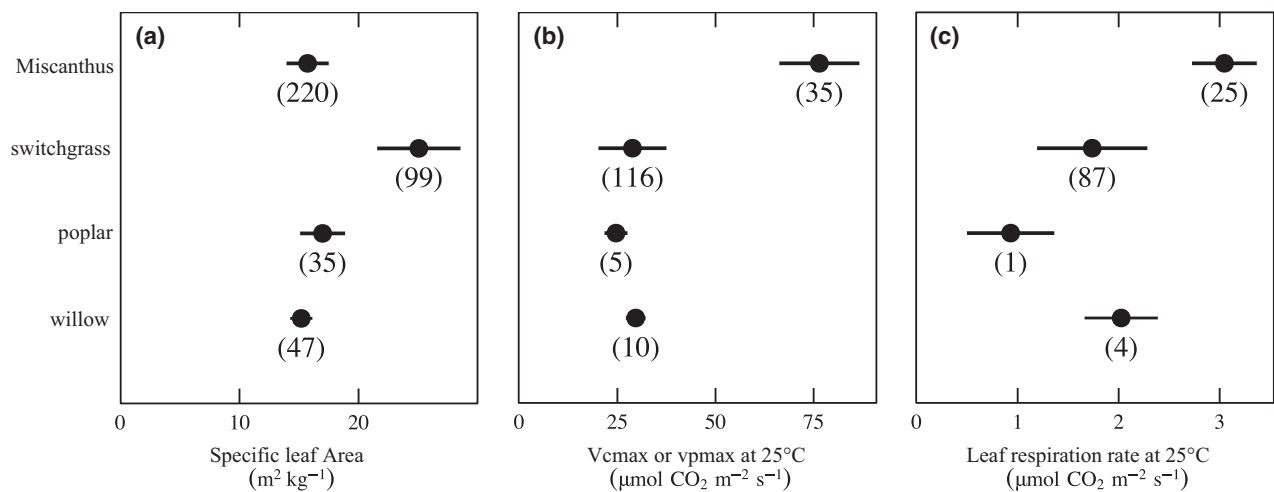 (a)
(b)
(c)
Miscanthus
(220)
(35)
(25)
switchgrass
(99)
(116)
(87)
poplar
(35)
(5)
(1)
willow
(47)
(10)
(4)
0 10 20
0 25 50 75
0 1 2 3
Specific leaf Area
(m² kg⁻¹)
Vcmax or vpmax at 25°C
(μmol CO₂ m⁻² s⁻¹)
Leaf respiration rate at 25°C
(μmol CO₂ m⁻² s⁻¹)